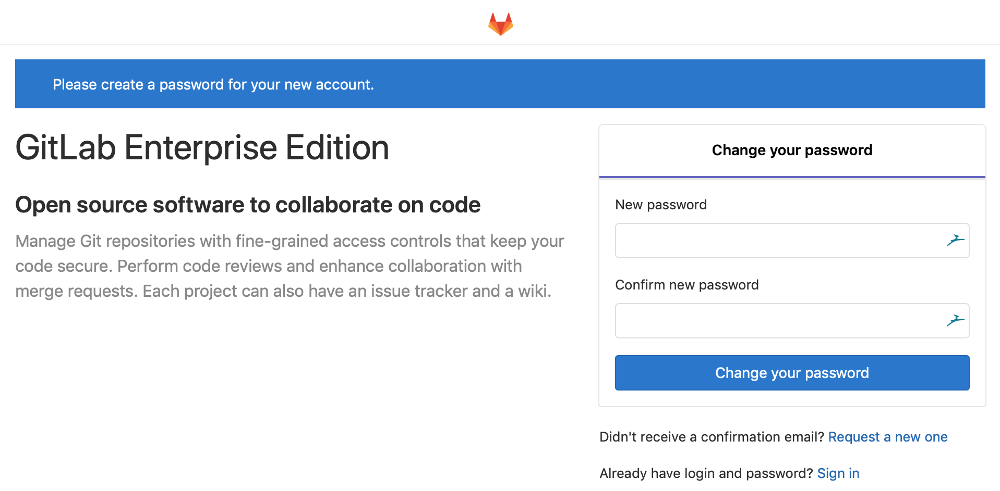 Please create a password for your new account.
GitLab Enterprise Edition
Open source software to collaborate on code
Manage Git repositories with fine-grained access controls that keep your
code secure. Perform code reviews and enhance collaboration with
merge requests. Each project can also have an issue tracker and a wiki.
Change your password
New password
Confirm new password
Change your password
Didn't receive a confirmation email? Request a new one
Already have login and password? Sign in